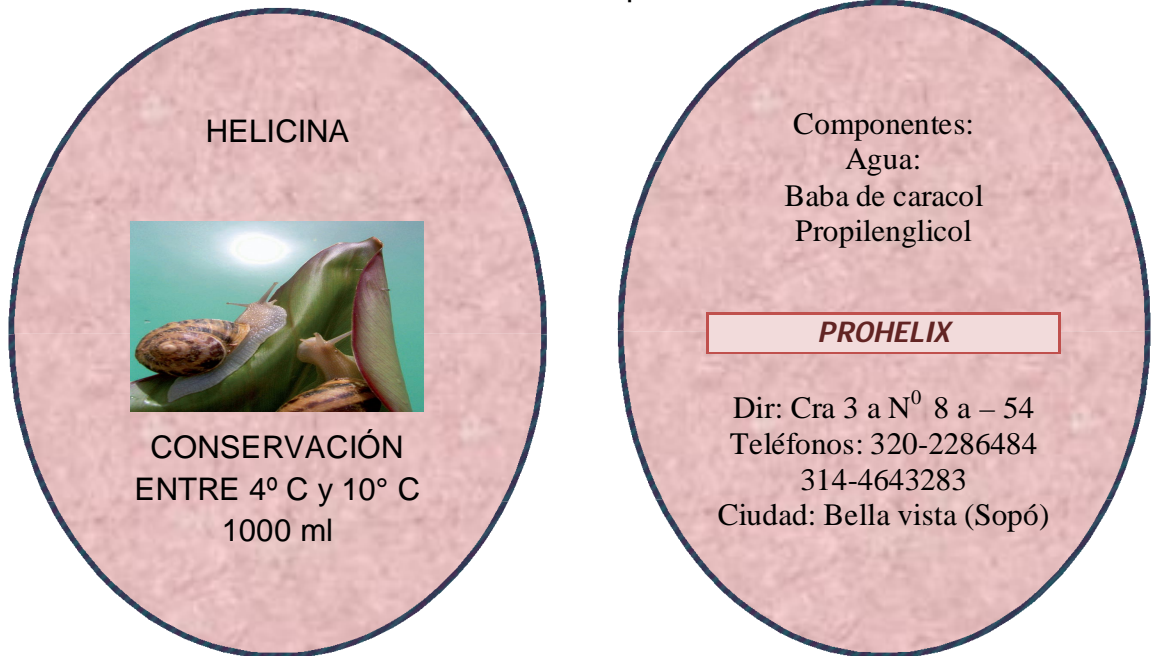 HELICINA
CONSERVACIÓN
ENTRE 4º C y 10° C
1000 ml
Componentes:
Agua:
Baba de caracol
Propilenglicol
PROHELIX
Dir: Cra 3 a N⁰ 8 a – 54
Teléfonos: 320-2286484
314-4643283
Ciudad: Bella vista (Sopó)